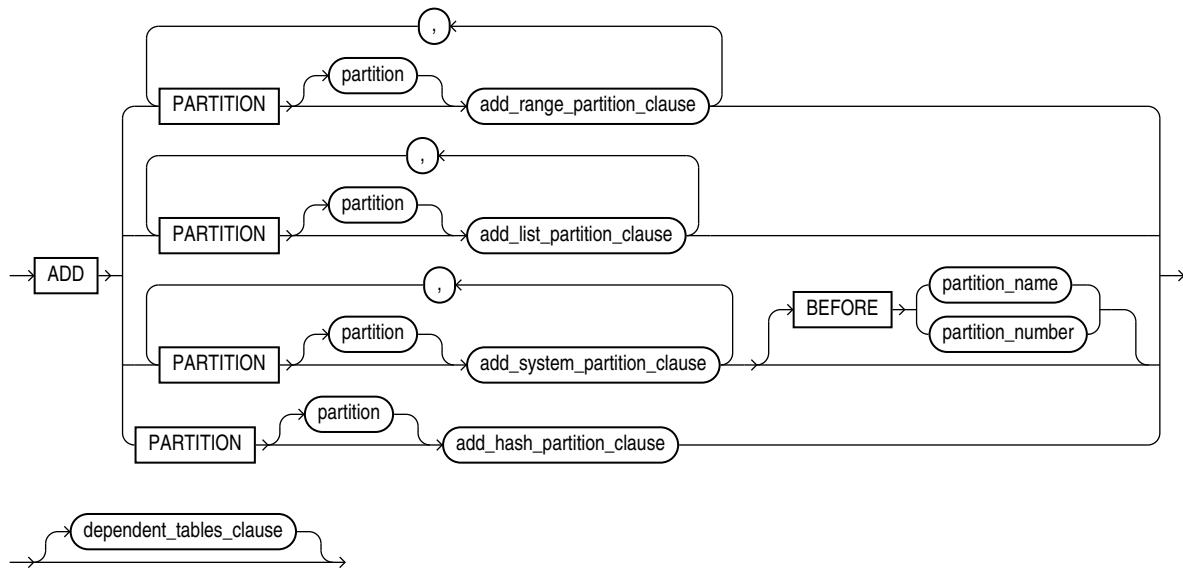 ,
partition
PARTITION add_range_partition_clause
,
partition
PARTITION add_list_partition_clause
ADD
,
partition_name
BEFORE
partition
partition_number
PARTITION add_system_partition_clause
partition
PARTITION add_hash_partition_clause
dependent_tables_clause